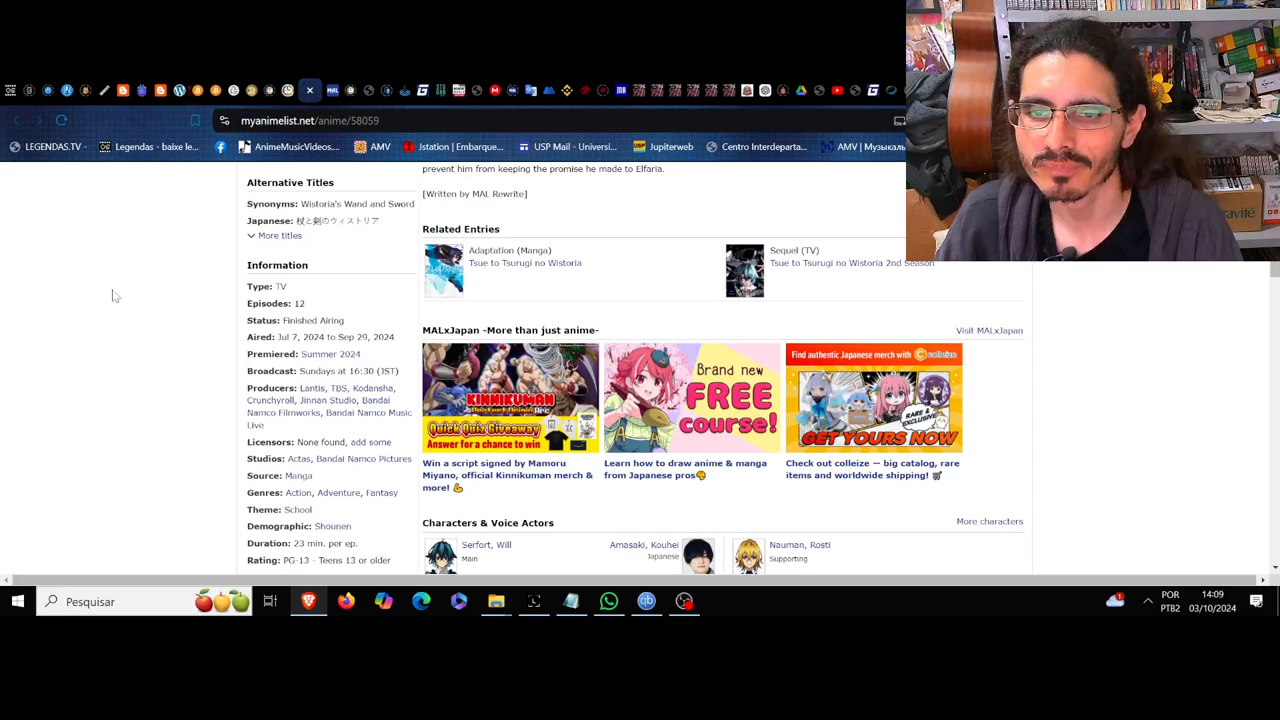 myanimelist.net/anime/58059
LEGENDAS.TV -
Legendas - baixe le...
AnimeMusicVideos...
AMV
Jstation | Embarque...
USP Mail - Universi...
Jupiterweb
Centro Interdeparta...
AMV | Музыкаль
prevent him from keeping the promise he made to Elfaria.
[Written by MAL Rewrite]
Alternative Titles
Synonyms: Wistoria's Wand and Sword
Japanese: 杖と剣のウィストリア
More titles
Information
Type: TV
Episodes: 12
Status: Finished Airing
Aired: Jul 7, 2024 to Sep 29, 2024
Premiered: Summer 2024
Broadcast: Sundays at 16:30 (JST)
Producers: Lantis, TBS, Kodansha,
Crunchyroll, Jinnan Studio, Bandai
Namco Filmworks, Bandai Namco Music
Live
Licensors: None found, add some
Studios: Actas, Bandai Namco Pictures
Source: Manga
Genres: Action, Adventure, Fantasy
Theme: School
Demographic: Shounen
Duration: 23 min. per ep.
Rating: PG-13 - Teens 13 or older
Related Entries
Adaptation (Manga)
Tsue to Tsurugi no Wistoria
Sequel (TV)
Tsue to Tsurugi no Wistoria 2nd Season
MALxJapan -More than just anime-
Visit MALxJapan
KINNIKUMAN
Quick Quiz Giveaway
Answer for a chance to win
Brand new
FREE
course!
Find authentic Japanese merch with colleize
RARE &
EXCLUSIVE
GET YOURS NOW
Win a script signed by Mamoru
Miyano, official Kinnikuman merch &
more!
Learn how to draw anime & manga
from Japanese pros
Check out colleize — big catalog, rare
items and worldwide shipping!
Characters & Voice Actors
More characters
Serfort, Will
Main
Amasaki, Kouhei
Japanese
Nauman, Rosti
Supporting
Pesquisar
POR
PTB2
14:09
03/10/2024